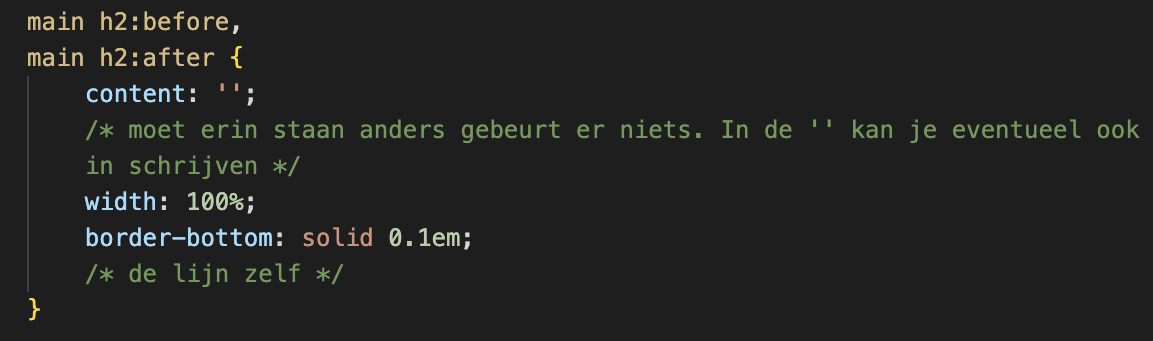 main h2:before,
main h2:after {
content: '';
/* moet erin staan anders gebeurt er niets. In de '' kan je eventueel ook
in schrijven */
width: 100%;
border-bottom: solid 0.1em;
/* de lijn zelf */
}